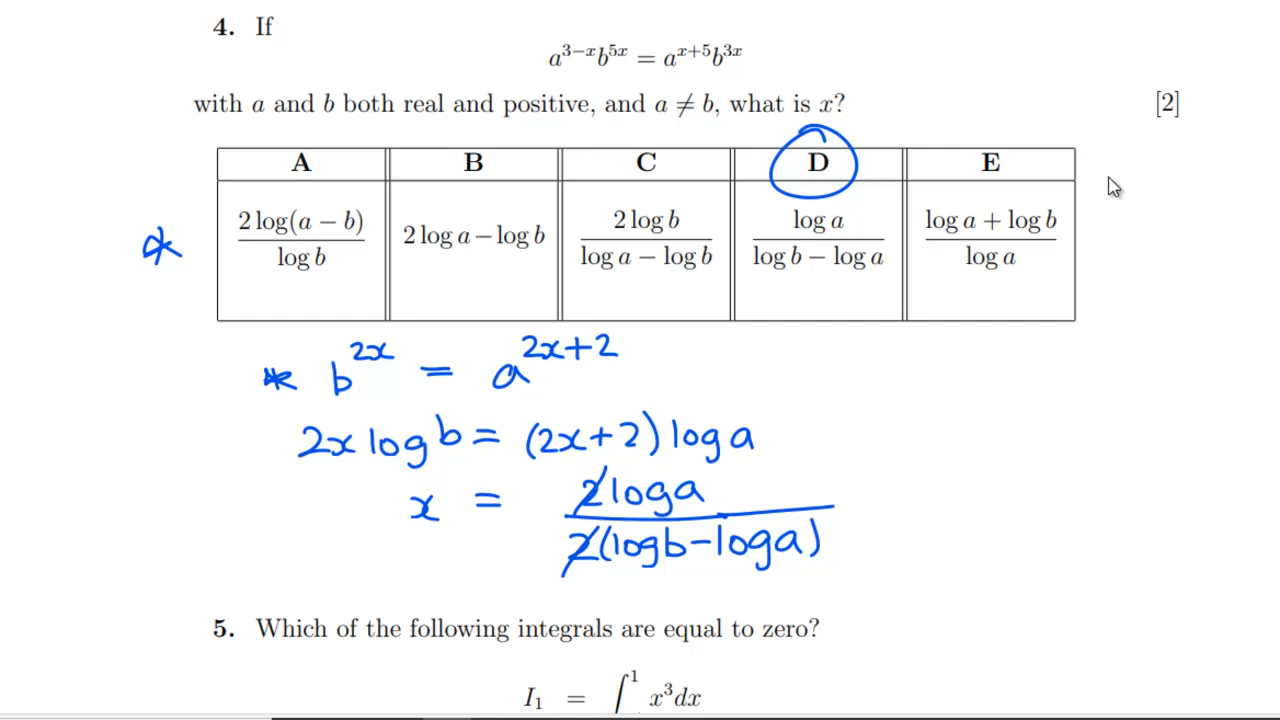 4. If
a^{3−x}b^{5x} = a^{x+5}b^{3x}
with a and b both real and positive, and a ≠ b, what is x? [2]
A B C D E
2 log(a − b) / log b 2 log a − log b 2 log b / log a − log b log a / log b − log a log a + log b / log a
* b^{2x} = a^{2x+2}
2x log b = (2x+2) log a
x = 2 log a / 2(log b − log a)
5. Which of the following integrals are equal to zero?
I₁ = ∫^1 x³dx